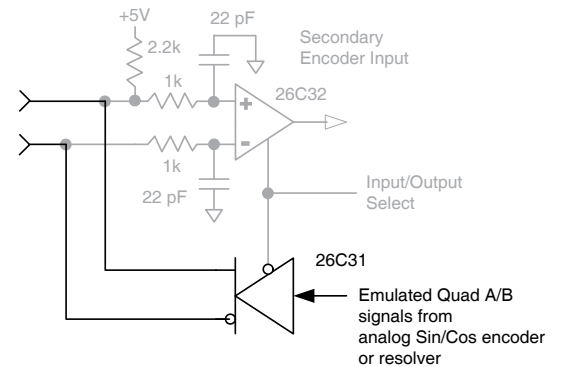 +5V
22 pF
2.2k
Secondary
Encoder Input
1k
26C32
+
-
1k
22 pF
Input/Output
Select
26C31
Emulated Quad A/B
signals from
analog Sin/Cos encoder
or resolver